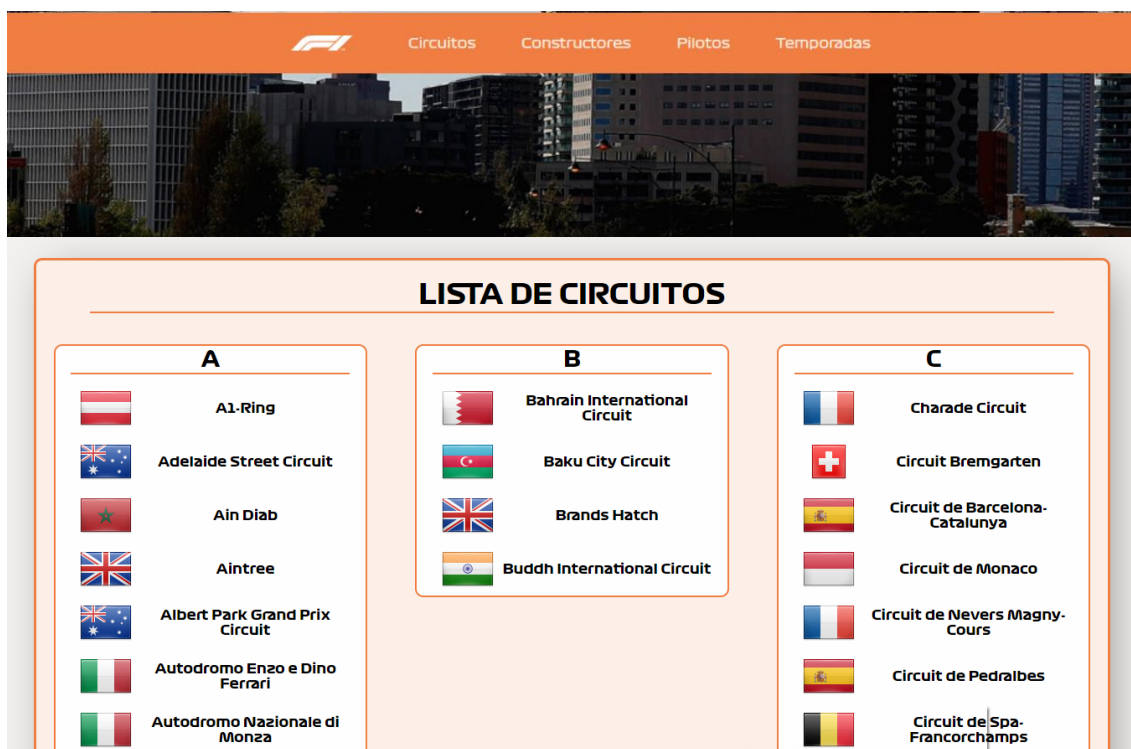 F1
Circuitos Constructores Pilotos Temporadas
LISTA DE CIRCUITOS
A
A1-Ring
Adelaide Street Circuit
Ain Diab
Aintree
Albert Park Grand Prix
Circuit
Autodromo Enzo e Dino
Ferrari
Autodromo Nazionale di
Monza
B
Bahrain International
Circuit
Baku City Circuit
Brands Hatch
Buddh International Circuit
C
Charade Circuit
Circuit Bremgarten
Circuit de Barcelona-
Catalunya
Circuit de Monaco
Circuit de Nevers Magny-
Cours
Circuit de Pedralbes
Circuit de Spa-
Francorchamps